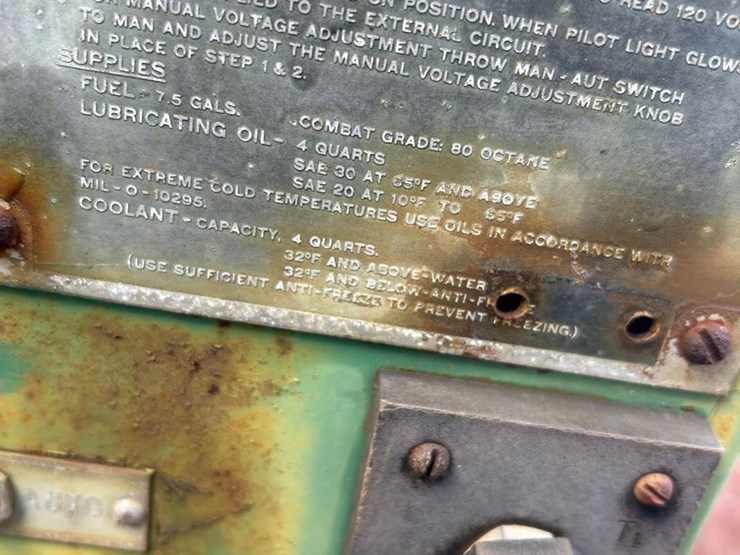 READ 120
ON POSITION. WHEN PILOT LIGHT GLOWS
TO THE EXTERNAL CIRCUIT.
MANUAL VOLTAGE ADJUSTMENT THROW MAN - AUT SWITCH
TO MAN AND ADJUST THE MANUAL VOLTAGE ADJUSTMENT KNOB
IN PLACE OF STEP 1 & 2.
SUPPLIES
FUEL - 7.5 GALS. COMBAT GRADE: 80 OCTANE
LUBRICATING OIL - 4 QUARTS
SAE 30 AT 65°F AND ABOVE
SAE 20 AT 10°F TO 65°F
FOR EXTREME COLD TEMPERATURES USE OILS IN ACCORDANCE WITH
MIL-O-10295.
COOLANT - CAPACITY, 4 QUARTS.
32°F AND ABOVE-WATER
32°F AND BELOW-ANTI-
(USE SUFFICIENT ANTI-FREEZE TO PREVENT FREEZING.)
AUTO